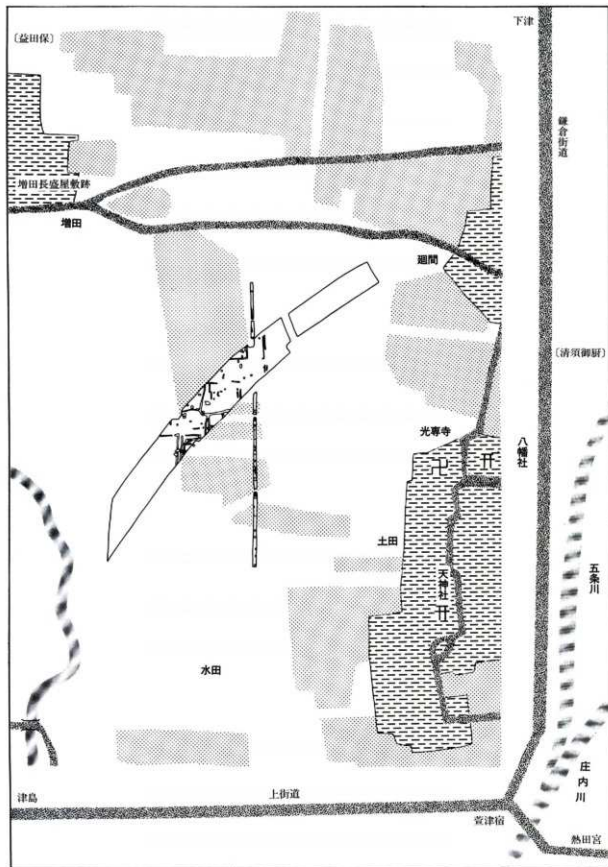 下津
〔益田保〕
鎌倉街道
増田長盛屋敷跡
増田
廻間
〔清須御厨〕
光専寺
八幡社
土田
天神社
五条川
水田
庄内川
津島
上街道
萱津宿
熱田宮